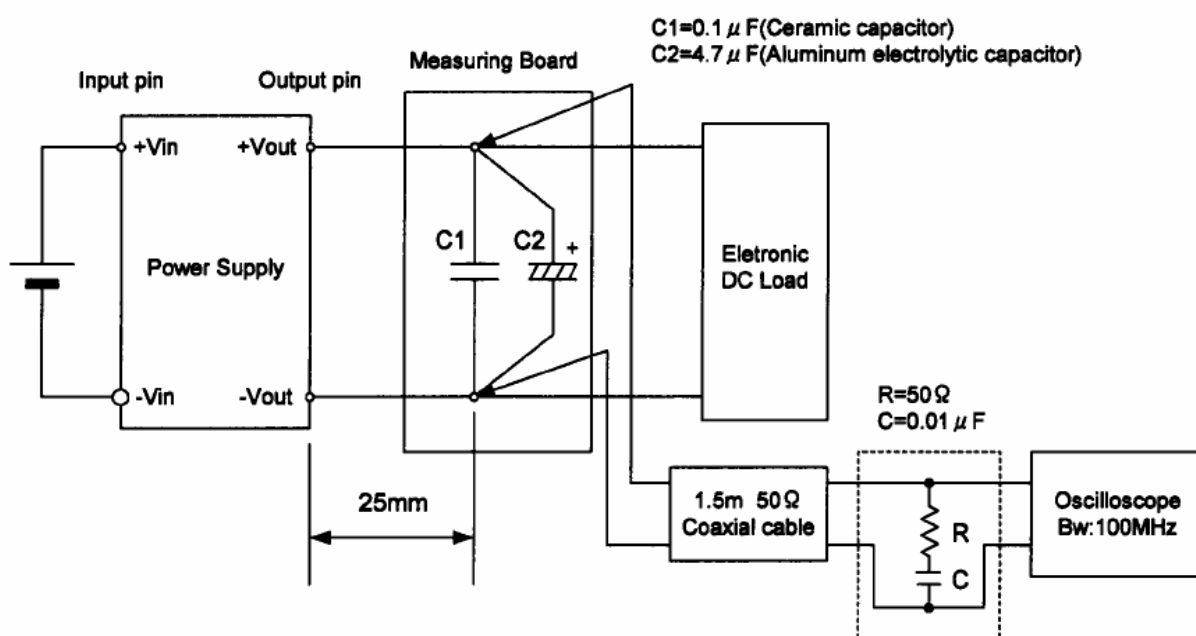 C1=0.1 μ F(Ceramic capacitor)
C2=4.7 μ F(Aluminum electrolytic capacitor)
Measuring Board
Input pin
Output pin
+Vin
+Vout
C1
C2
+
Power Supply
Eletronic
DC Load
-Vin
-Vout
R=50Ω
C=0.01 μ F
25mm
1.5m 50Ω
Coaxial cable
R
C
Oscilloscope
Bw:100MHz